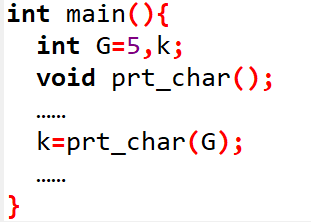 int main(){
int G=5,k;
void prt_char();
……
k=prt_char(G);
……
}